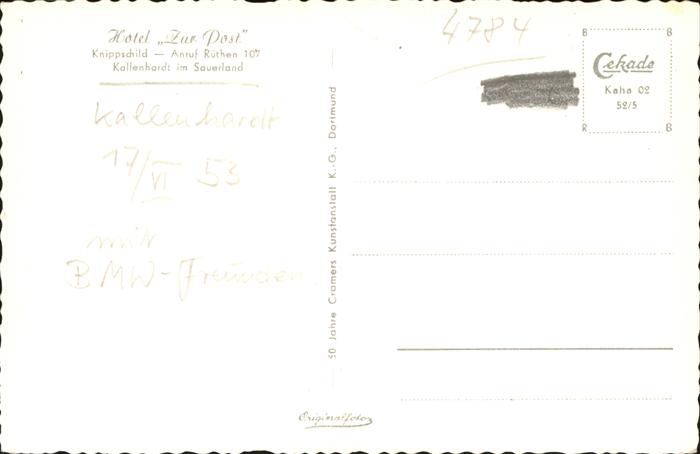 Hotel „Zur Post"
Knippschild — Anruf Rüthen 107
Kallenhardt im Sauerland
Kallenhardt
17/VI 53
mit
BMW-Freunden
50 Jahre Cramers Kunstanstalt K.-G., Dortmund
Originalfoto
4784
B B
Cekade
Kaha 02
52/5
R B